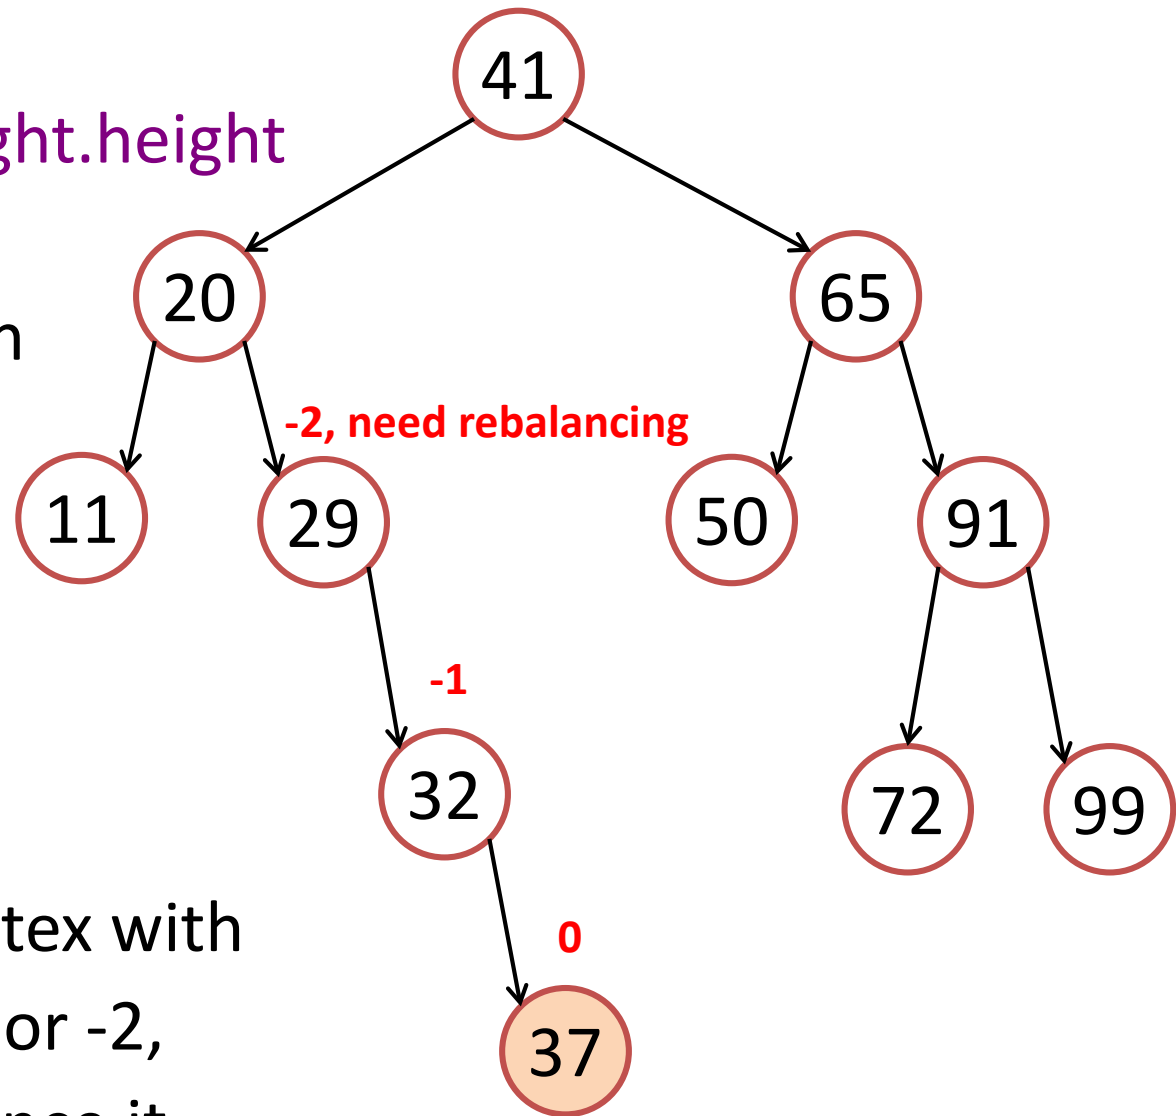 41
ght.height
20
65
n
-2, need rebalancing
11
29
50
91
-1
32
72
99
tex with
0
or -2,
37